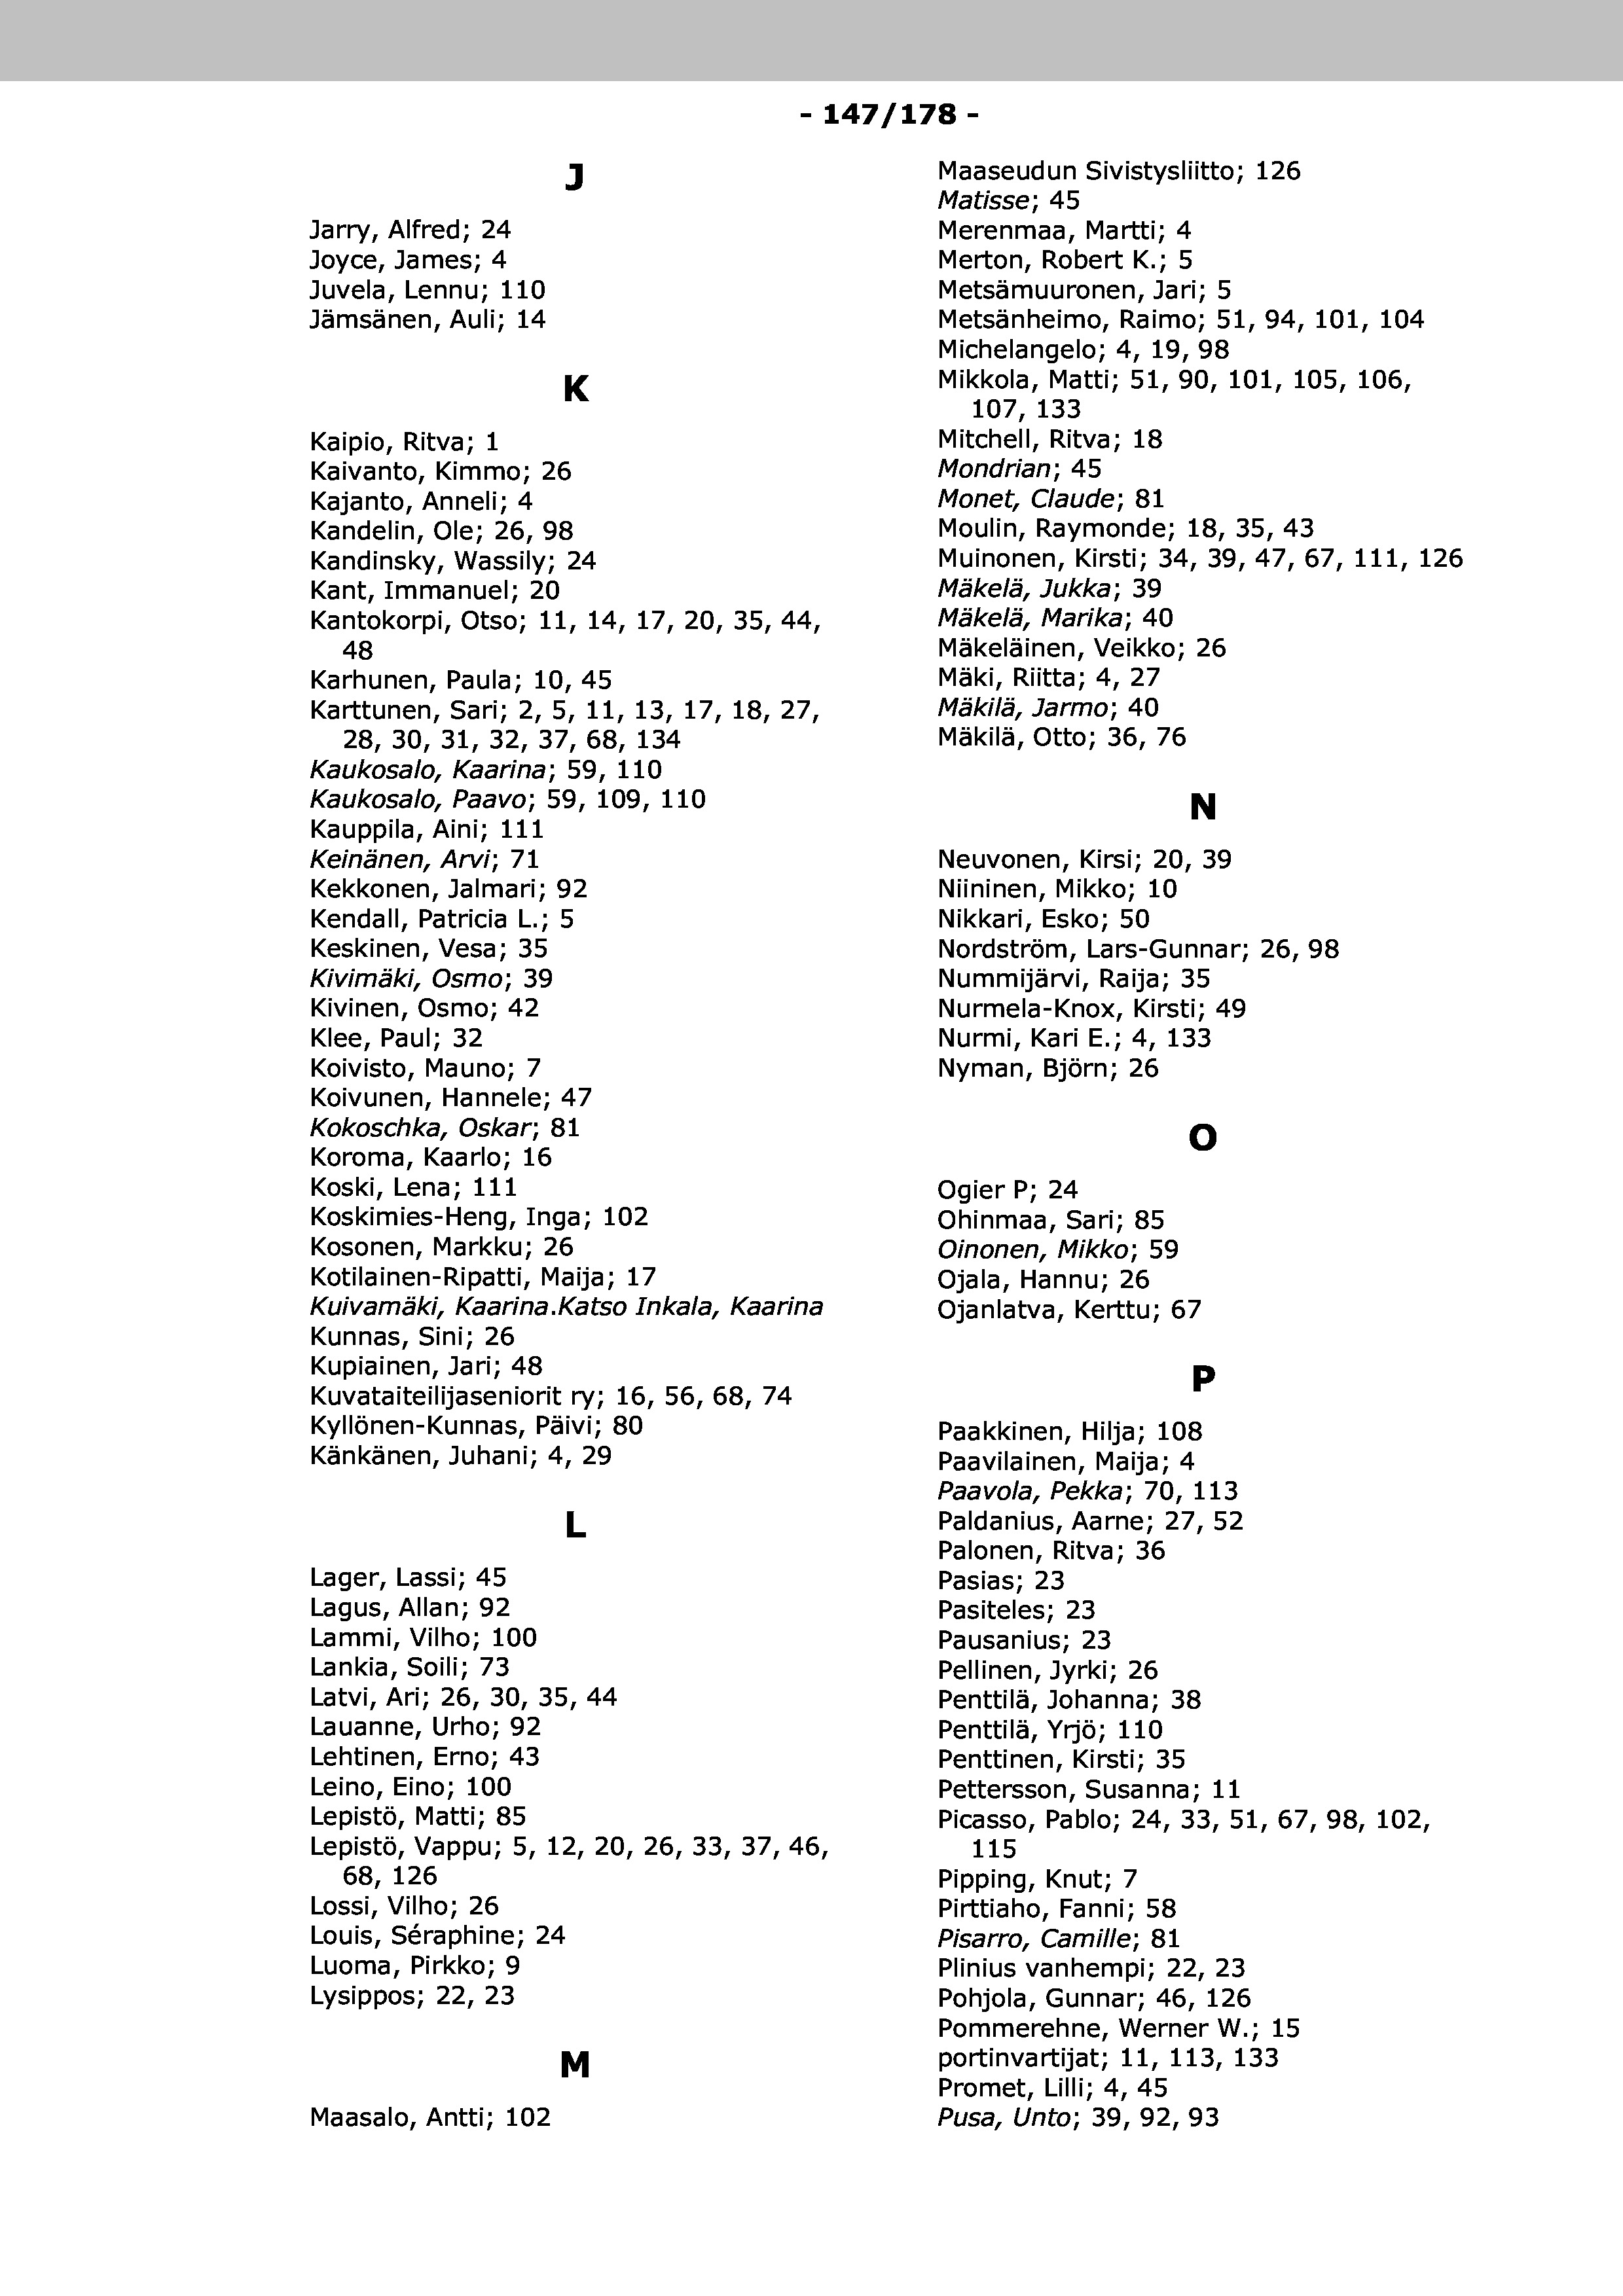 - 147/178 -
J
Jarry, Alfred; 24
Joyce, James; 4
Juvela, Lennu; 110
Jämsänen, Auli; 14
K
Kaipio, Ritva; 1
Kaivanto, Kimmo; 26
Kajanto, Anneli; 4
Kandelin, Ole; 26, 98
Kandinsky, Wassily; 24
Kant, Immanuel; 20
Kantokorpi, Otso; 11, 14, 17, 20, 35, 44,
48
Karhunen, Paula; 10, 45
Karttunen, Sari; 2, 5, 11, 13, 17, 18, 27,
28, 30, 31, 32, 37, 68, 134
Kaukosalo, Kaarina; 59, 110
Kaukosalo, Paavo; 59, 109, 110
Kauppila, Aini; 111
Keinänen, Arvi; 71
Kekkonen, Jalmari; 92
Kendall, Patricia L.; 5
Keskinen, Vesa; 35
Kivimäki, Osmo; 39
Kivinen, Osmo; 42
Klee, Paul; 32
Koivisto, Mauno; 7
Koivunen, Hannele; 47
Kokoschka, Oskar; 81
Koroma, Kaarlo; 16
Koski, Lena; 111
Koskimies-Heng, Inga; 102
Kosonen, Markku; 26
Kotilainen-Ripatti, Maija; 17
Kuivamäki, Kaarina.Katso Inkala, Kaarina
Kunnas, Sini; 26
Kupiainen, Jari; 48
Kuvataiteilijaseniorit ry; 16, 56, 68, 74
Kyllönen-Kunnas, Päivi; 80
Känkänen, Juhani; 4, 29
L
Lager, Lassi; 45
Lagus, Allan; 92
Lammi, Vilho; 100
Lankia, Soili; 73
Latvi, Ari; 26, 30, 35, 44
Lauanne, Urho; 92
Lehtinen, Erno; 43
Leino, Eino; 100
Lepistö, Matti; 85
Lepistö, Vappu; 5, 12, 20, 26, 33, 37, 46,
68, 126
Lossi, Vilho; 26
Louis, Séraphine; 24
Luoma, Pirkko; 9
Lysippos; 22, 23
M
Maasalo, Antti; 102
Maaseudun Sivistysliitto; 126
Matisse; 45
Merenmaa, Martti; 4
Merton, Robert K.; 5
Metsämuuronen, Jari; 5
Metsänheimo, Raimo; 51, 94, 101, 104
Michelangelo; 4, 19, 98
Mikkola, Matti; 51, 90, 101, 105, 106,
107, 133
Mitchell, Ritva; 18
Mondrian; 45
Monet, Claude; 81
Moulin, Raymonde; 18, 35, 43
Muinonen, Kirsti; 34, 39, 47, 67, 111, 126
Mäkelä, Jukka; 39
Mäkelä, Marika; 40
Mäkeläinen, Veikko; 26
Mäki, Riitta; 4, 27
Mäkilä, Jarmo; 40
Mäkilä, Otto; 36, 76
N
Neuvonen, Kirsi; 20, 39
Niininen, Mikko; 10
Nikkari, Esko; 50
Nordström, Lars-Gunnar; 26, 98
Nummijärvi, Raija; 35
Nurmela-Knox, Kirsti; 49
Nurmi, Kari E.; 4, 133
Nyman, Björn; 26
O
Ogier P; 24
Ohinmaa, Sari; 85
Oinonen, Mikko; 59
Ojala, Hannu; 26
Ojanlatva, Kerttu; 67
P
Paakkinen, Hilja; 108
Paavilainen, Maija; 4
Paavola, Pekka; 70, 113
Paldanius, Aarne; 27, 52
Palonen, Ritva; 36
Pasias; 23
Pasiteles; 23
Pausanius; 23
Pellinen, Jyrki; 26
Penttilä, Johanna; 38
Penttilä, Yrjö; 110
Penttinen, Kirsti; 35
Pettersson, Susanna; 11
Picasso, Pablo; 24, 33, 51, 67, 98, 102,
115
Pipping, Knut; 7
Pirttiaho, Fanni; 58
Pisarro, Camille; 81
Plinius vanhempi; 22, 23
Pohjola, Gunnar; 46, 126
Pommerehne, Werner W.; 15
portinvartijat; 11, 113, 133
Promet, Lilli; 4, 45
Pusa, Unto; 39, 92, 93